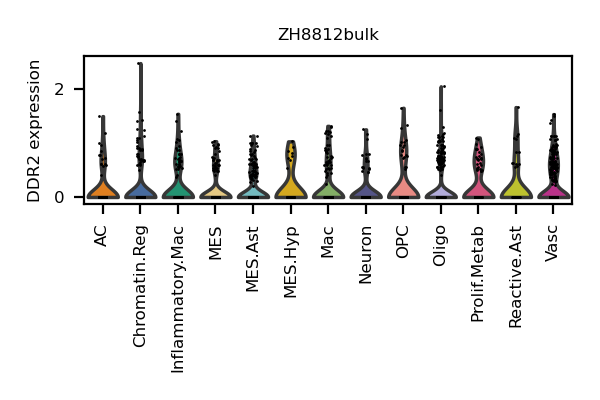 ZH8812bulk
DDR2 expression
2
0
AC
Chromatin.Reg
Inflammatory.Mac
MES
MES.Ast
MES.Hyp
Mac
Neuron
OPC
Oligo
Prolif.Metab
Reactive.Ast
Vasc